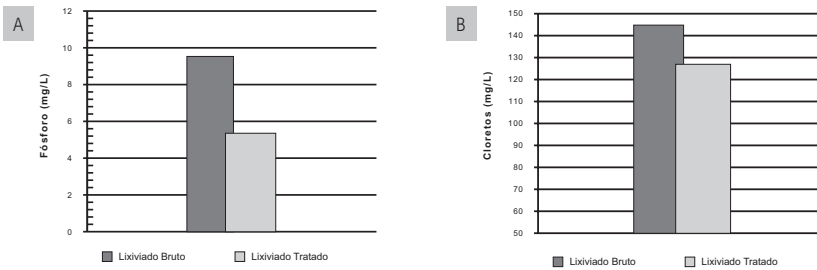 A
Fósforo (mg/L)
12
10
8
6
4
2
0
Lixiviado Bruto
Lixiviado Tratado
B
Cloretos (mg/L)
150
140
130
120
110
100
90
80
70
60
50
Lixiviado Bruto
Lixiviado Tratado